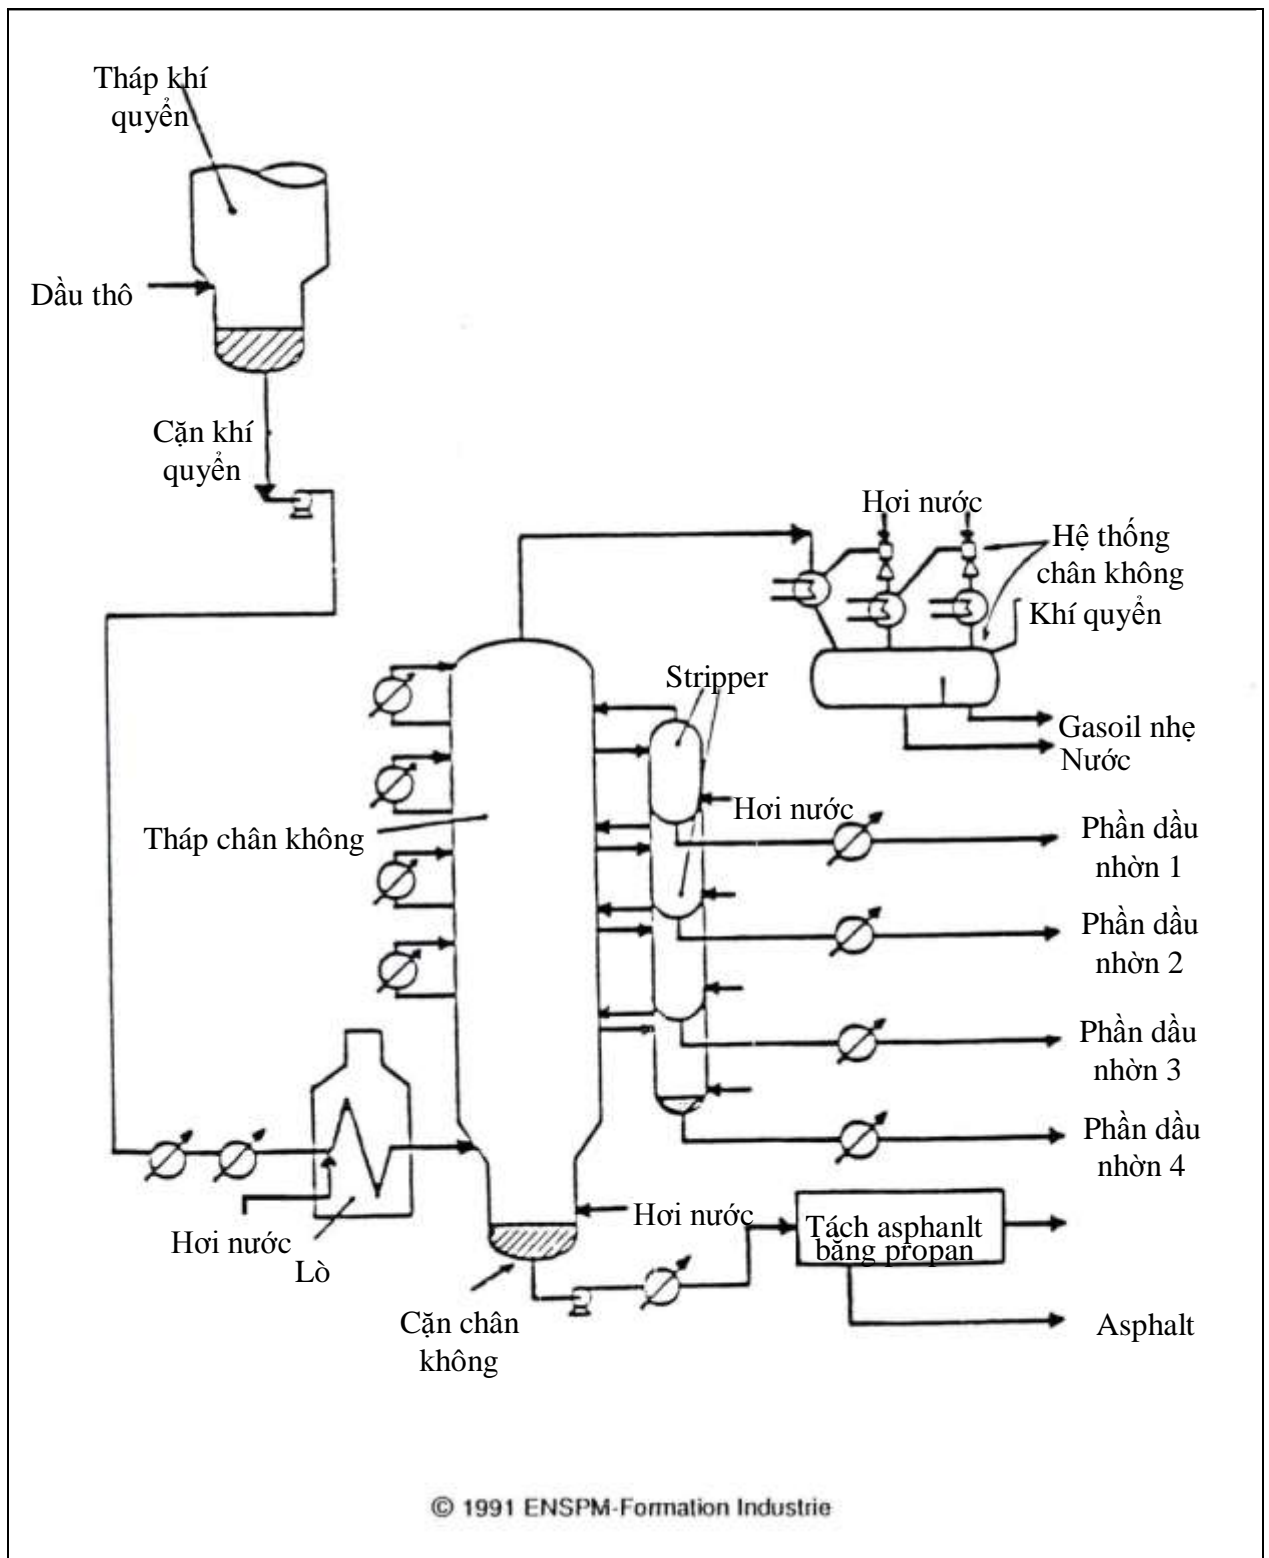 Tháp khí
quyển
Dầu thô
Cặn khí
quyển
Hơi nước
Hệ thống
chân không
Khí quyển
Stripper
Gasoil nhẹ
Nước
Hơi nước
Tháp chân không
Phần dầu
nhờn 1
Phần dầu
nhờn 2
Phần dầu
nhờn 3
Phần dầu
nhờn 4
Hơi nước
Tách asphanlt
bằng propan
Hơi nước
Lò
Cặn chân
không
Asphalt
© 1991 ENSPM-Formation Industrie